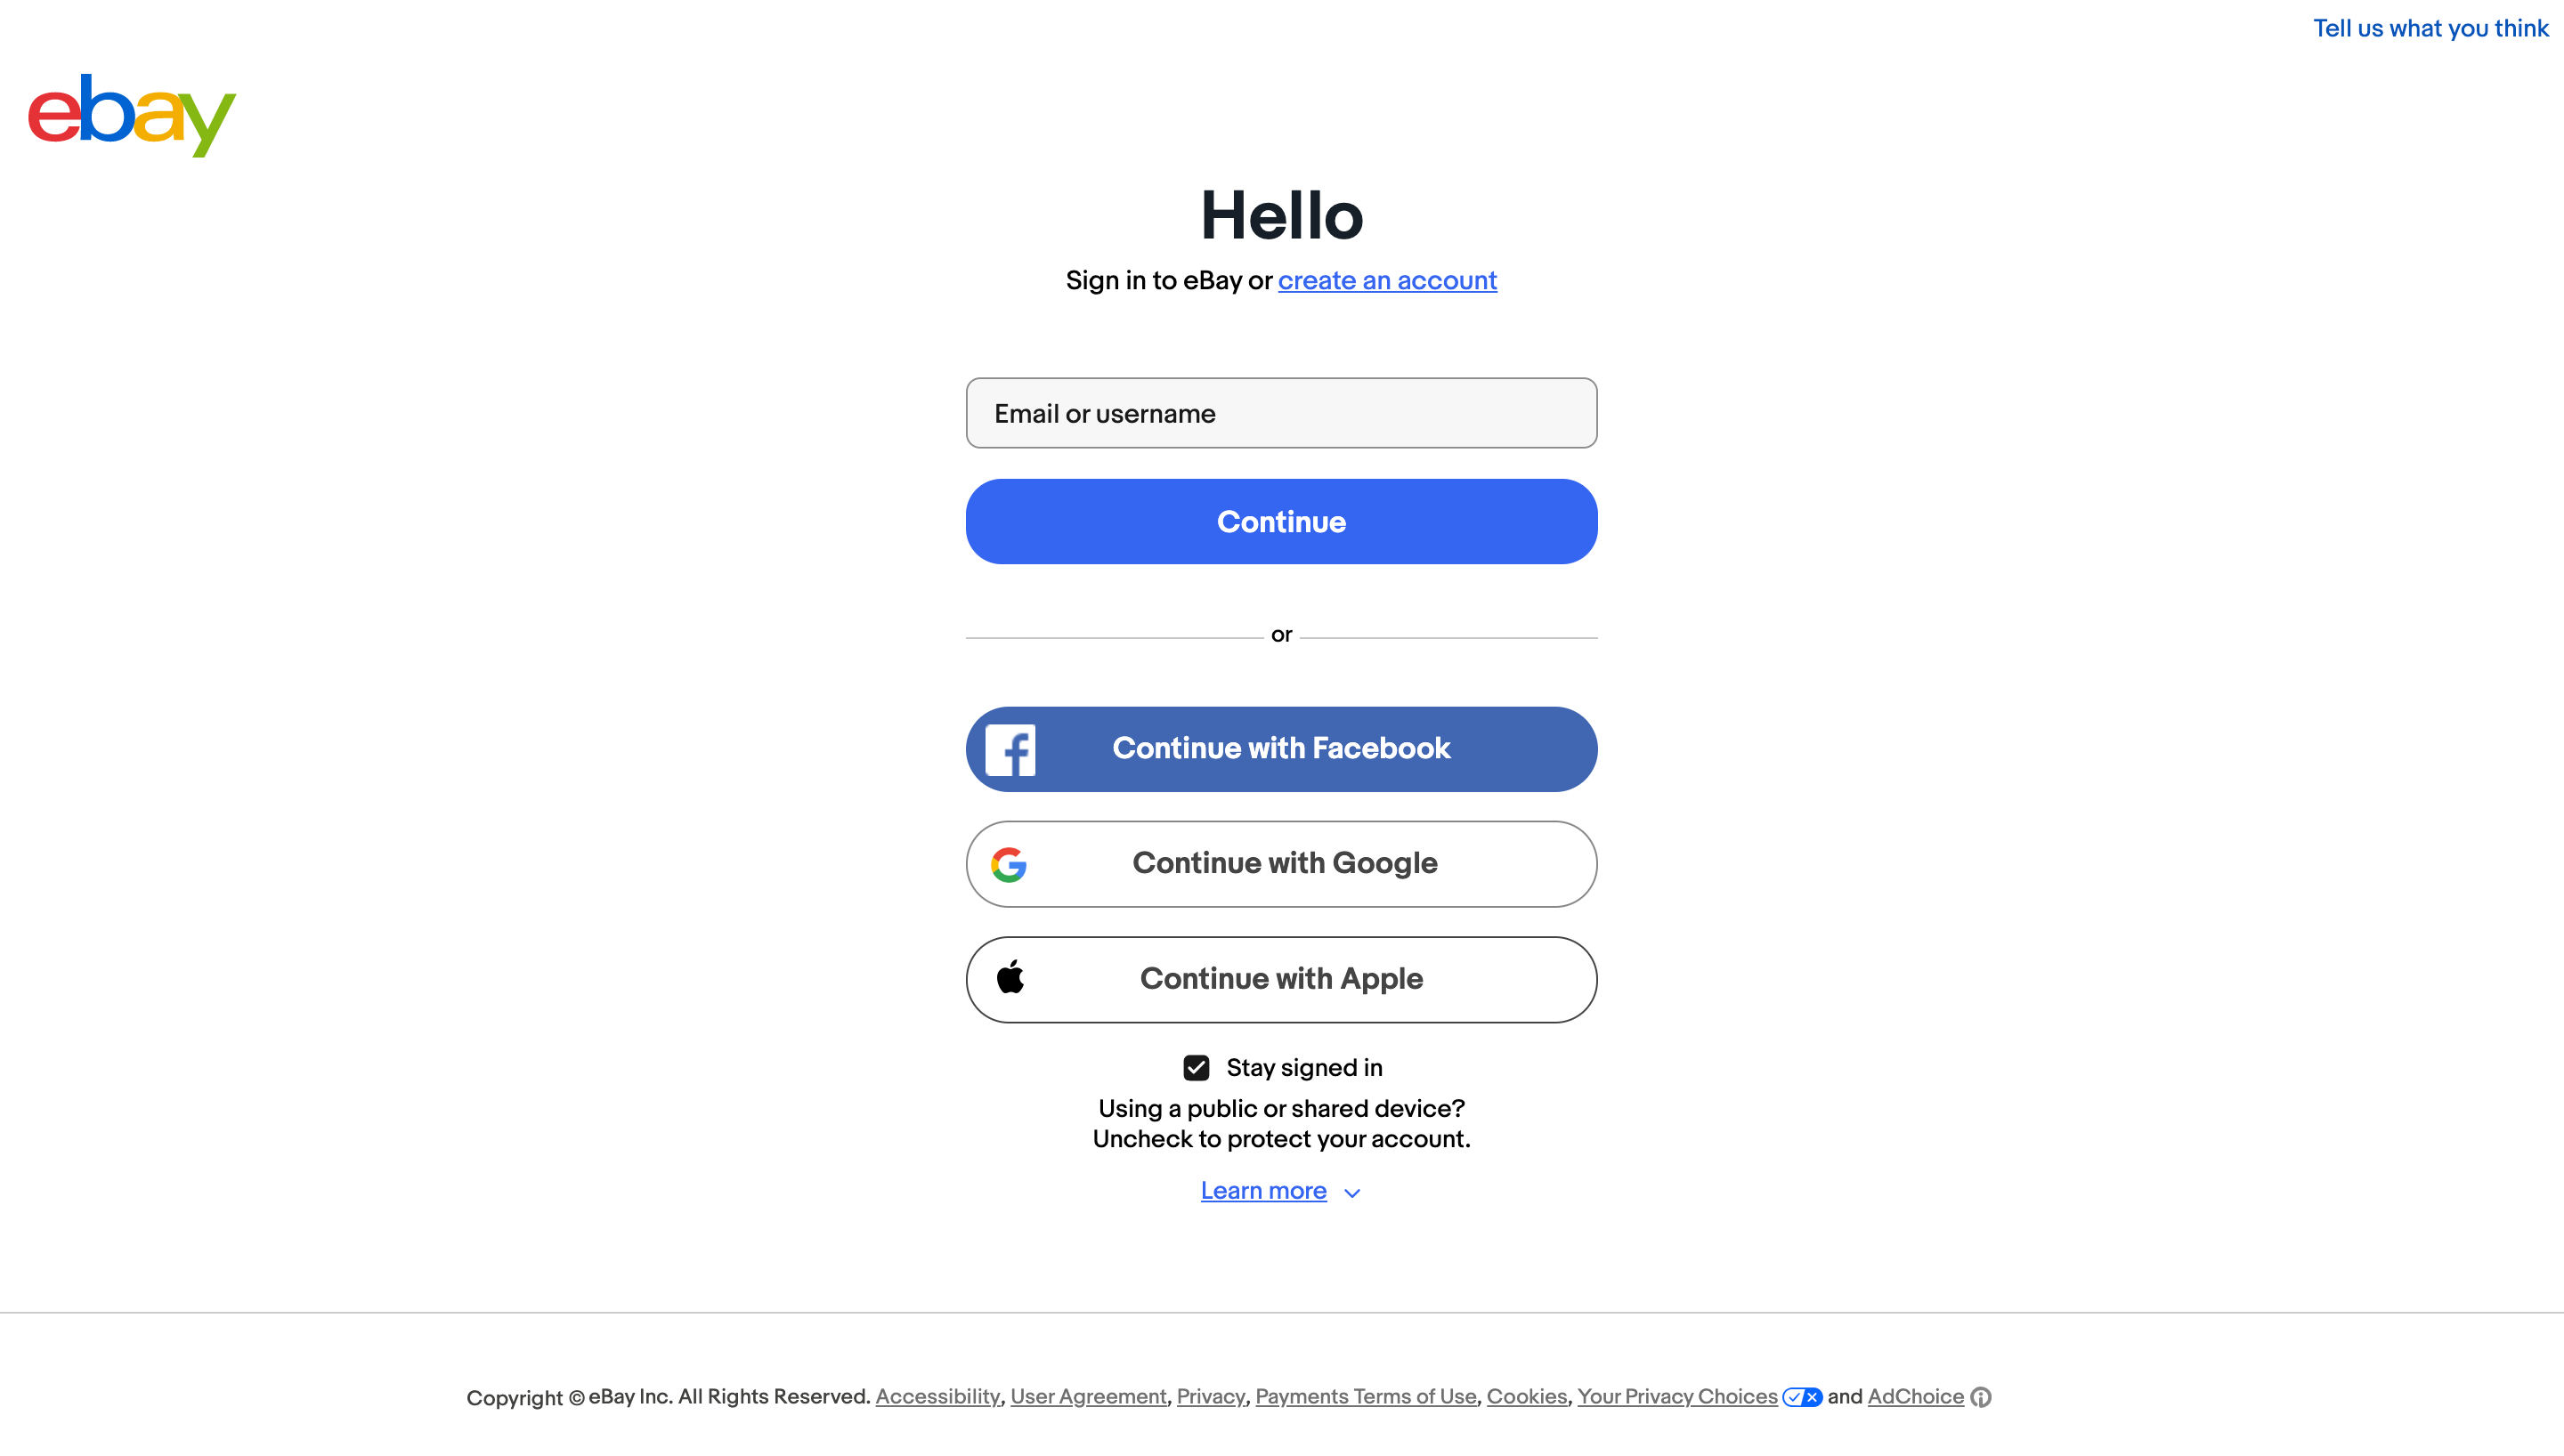 Tell us what you think
ebay
Hello
Sign in to eBay or create an account
Email or username
Continue
or
Continue with Facebook
Continue with Google
Continue with Apple
Stay signed in
Using a public or shared device?
Uncheck to protect your account.
Learn more
Copyright © eBay Inc. All Rights Reserved. Accessibility, User Agreement, Privacy, Payments Terms of Use, Cookies, Your Privacy Choices and AdChoice